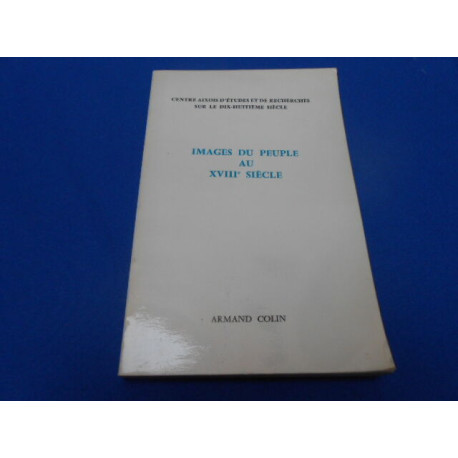 CENTRE AIXOIS D'ÉTUDES ET DE RECHERCHES
SUR LE DIX-HUITIÈME SIÈCLE
IMAGES DU PEUPLE
AU
XVIIIe SIÈCLE
ARMAND COLIN